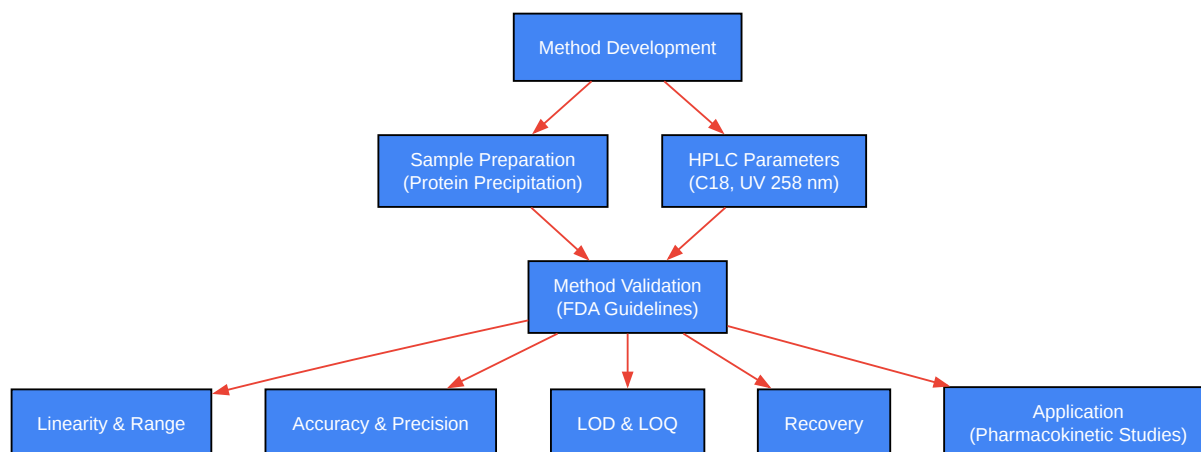 Method Development
Sample Preparation
(Protein Precipitation)
HPLC Parameters
(C18, UV 258 nm)
Method Validation
(FDA Guidelines)
Linearity & Range
Accuracy & Precision
LOD & LOQ
Recovery
Application
(Pharmacokinetic Studies)